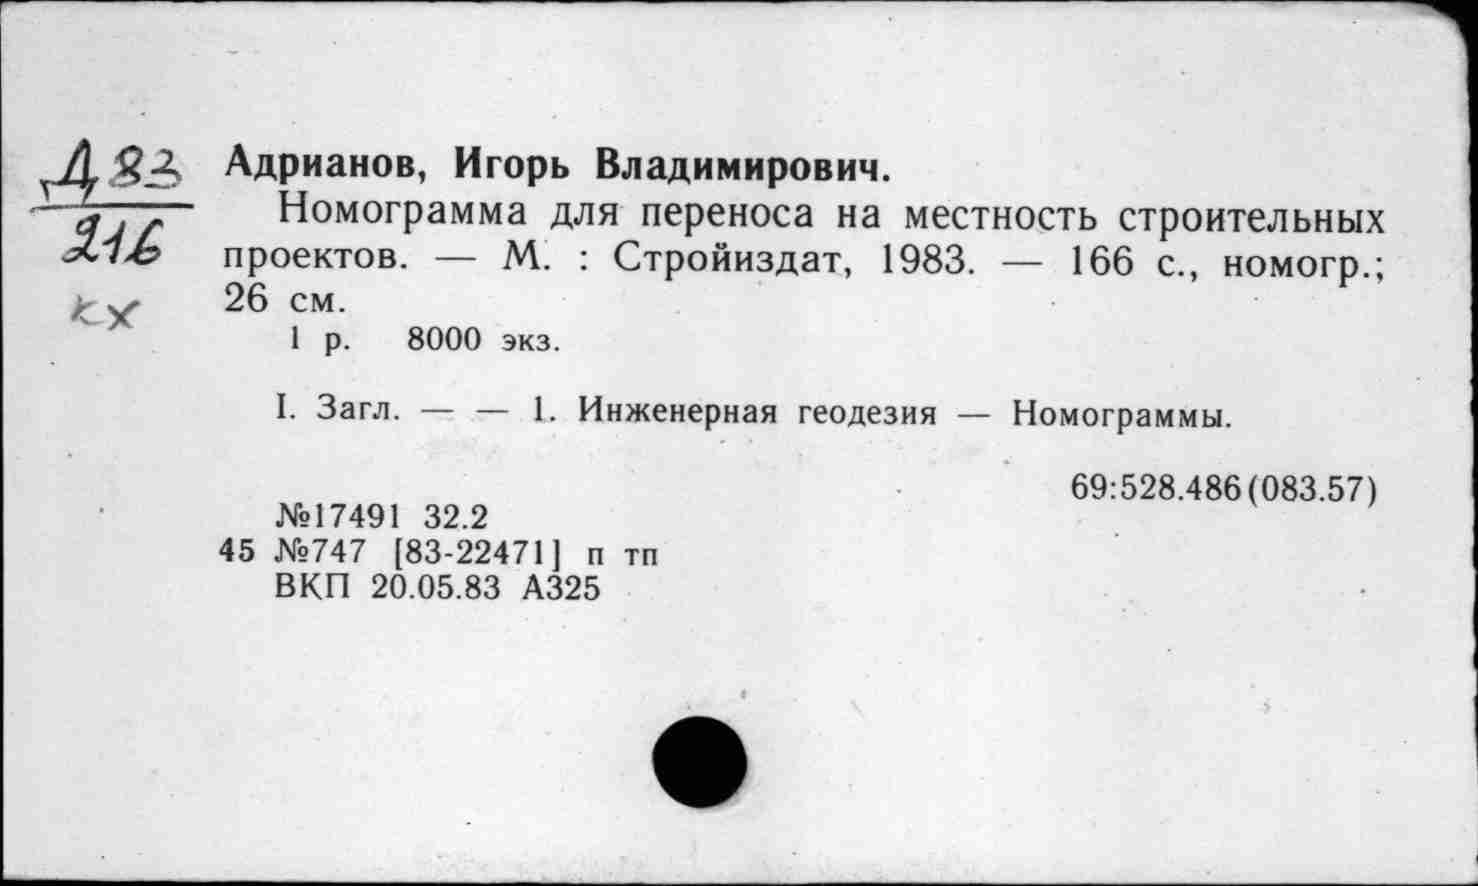 Д83
216
кх
Адрианов, Игорь Владимирович.
Номограмма для переноса на местность строительных
проектов. — М. : Стройиздат, 1983. — 166 с., номогр.;
26 см.
1 р. 8000 экз.
I. Загл. — — 1. Инженерная геодезия — Номограммы.
69:528.486(083.57)
№17491 32.2
45 №747 [83-22471] п тп
ВКП 20.05.83 А325